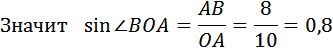 Значит sin∠BOA = AB/OA = 8/10 = 0,8